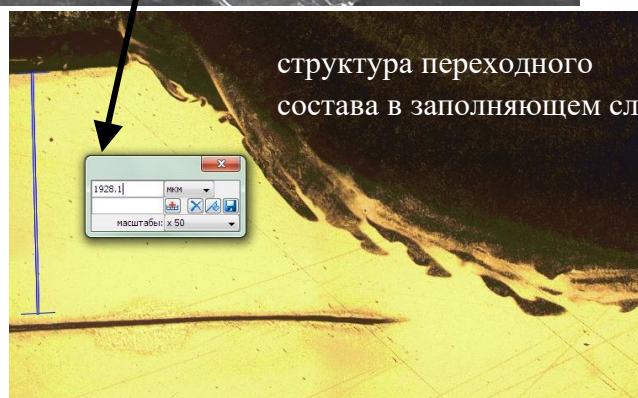 структура переходного
состава в заполняющем сл
1928.1 мкм
масштабы: x 50